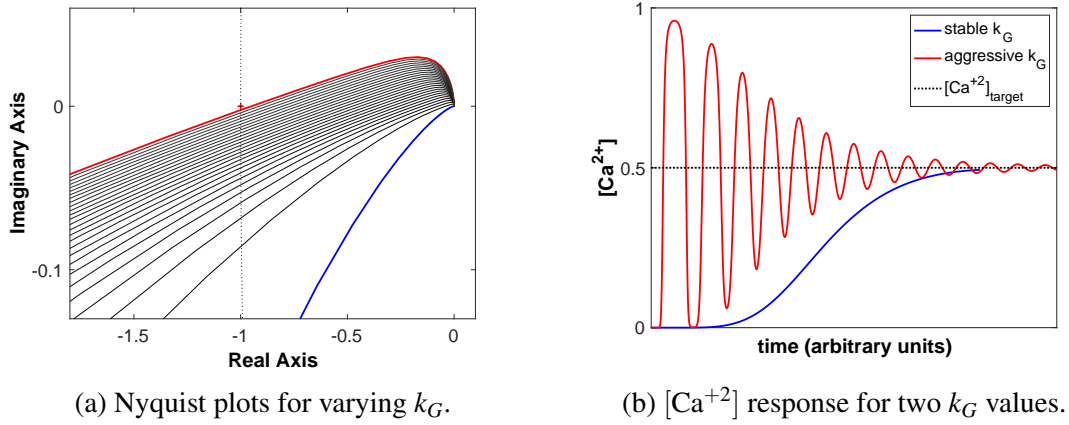 0
-0.1
Imaginary Axis
-1.5
-1
-0.5
0
Real Axis
(a) Nyquist plots for varying k_G.
1
0.5
0
[Ca^{2+}]
stable k_G
aggressive k_G
[Ca^{+2}]_{target}
time (arbitrary units)
(b) [Ca^{+2}] response for two k_G values.